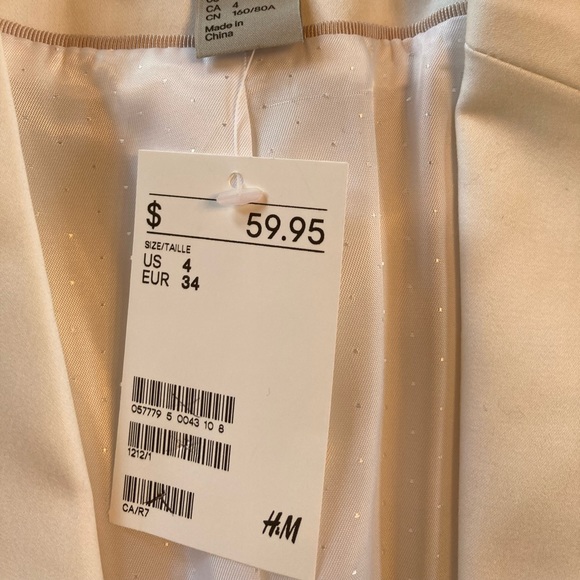 CA 4
CN 160/80A
Made in
China
$ 59.95
SIZE/TAILLE
US 4
EUR 34
057779 5 0043 10 8
1212/1
CA/R7
H&M